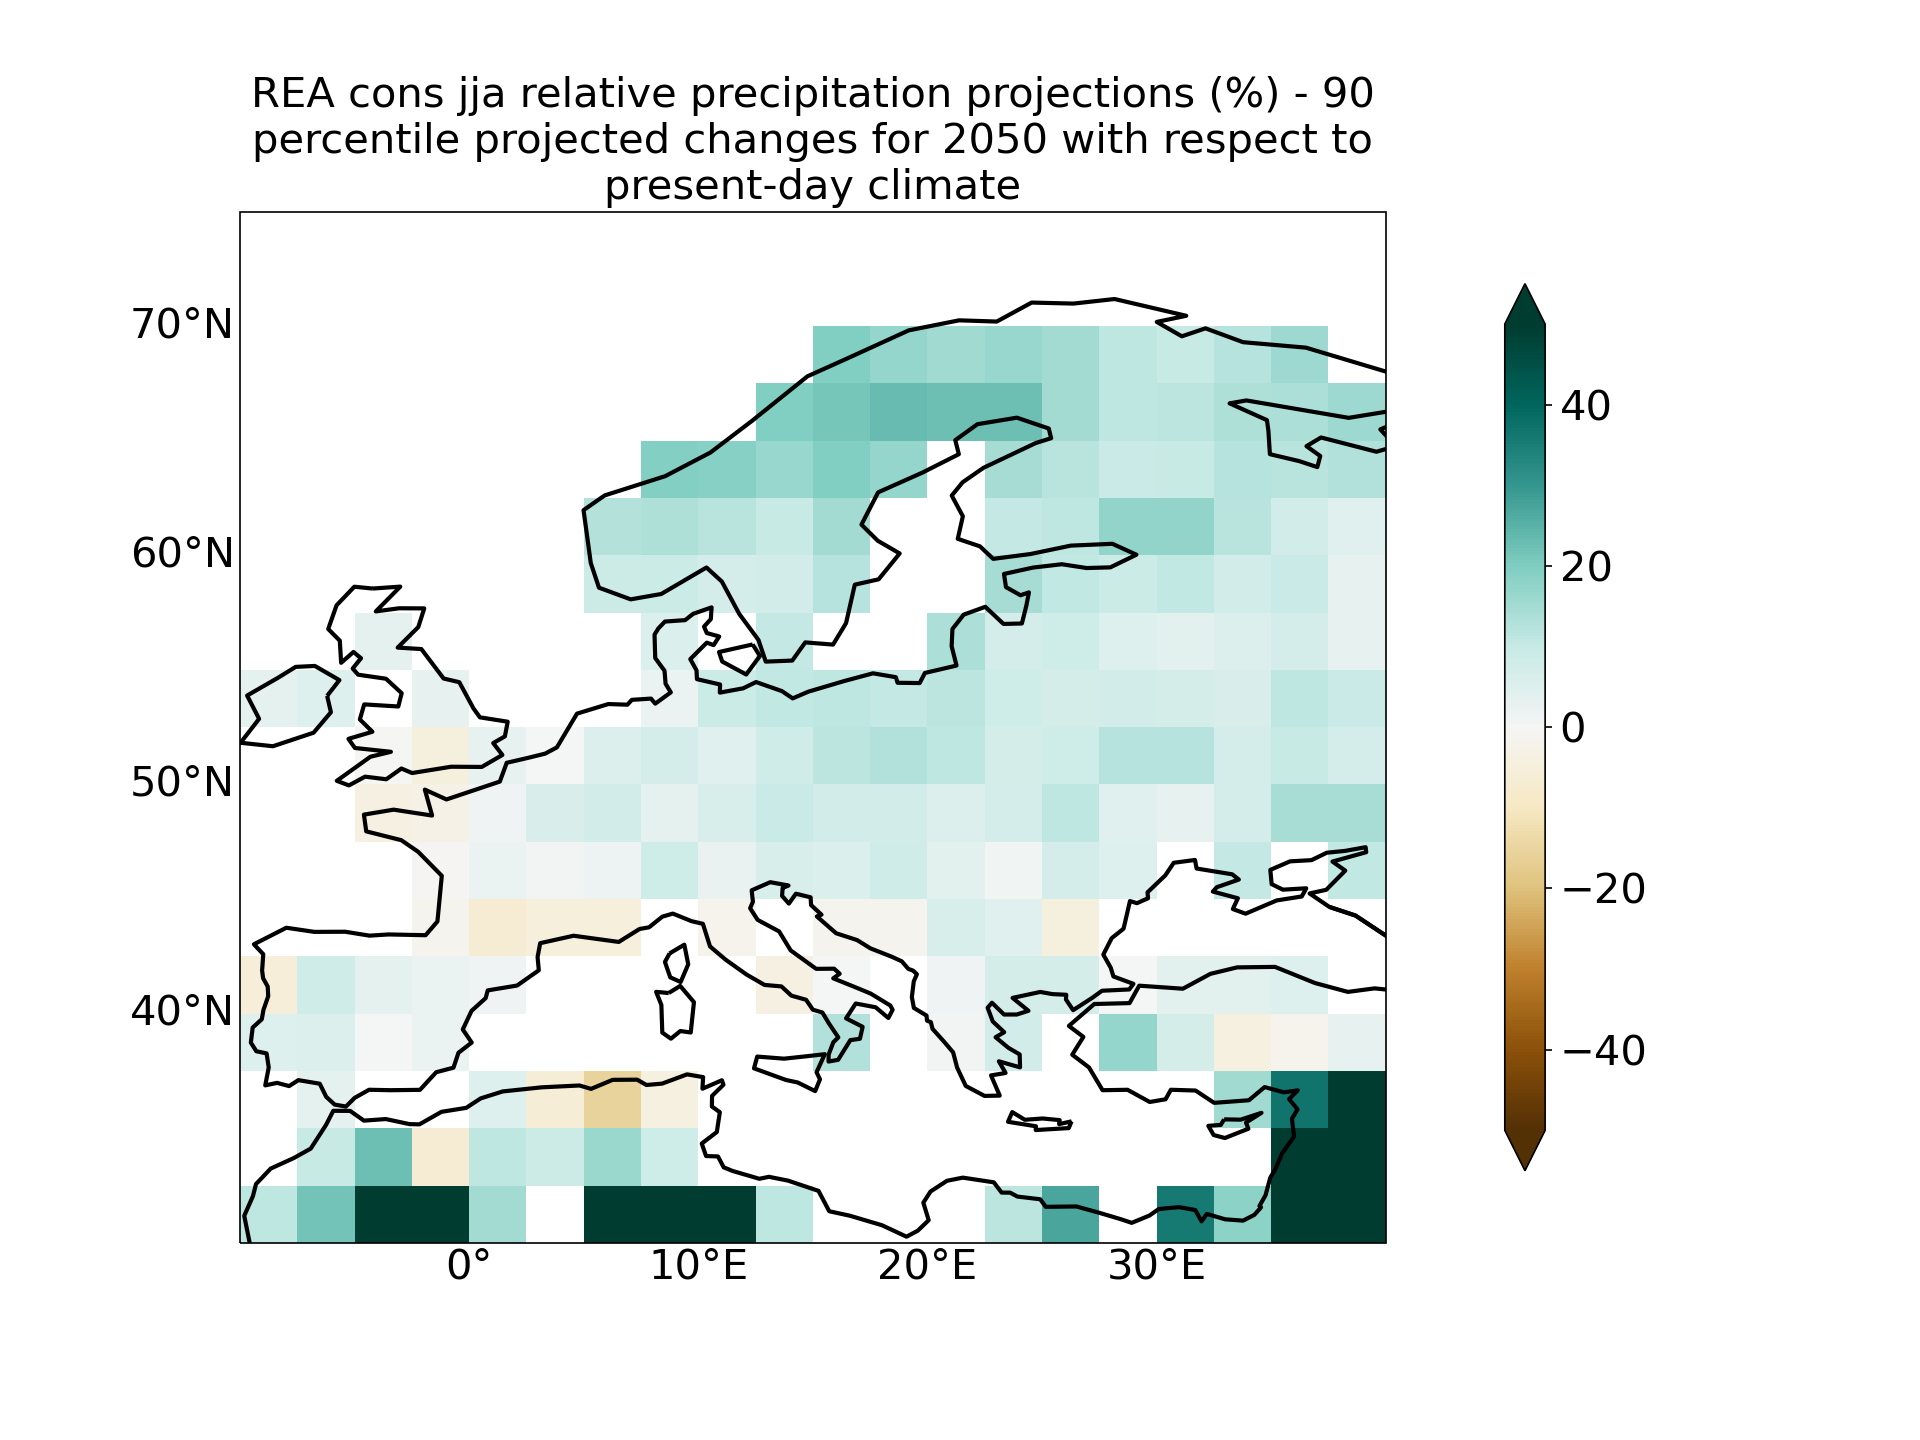 REA cons jja relative precipitation projections (%) - 90
percentile projected changes for 2050 with respect to
present-day climate
70°N
60°N
50°N
40°N
0°
10°E
20°E
30°E
40
20
0
−20
−40